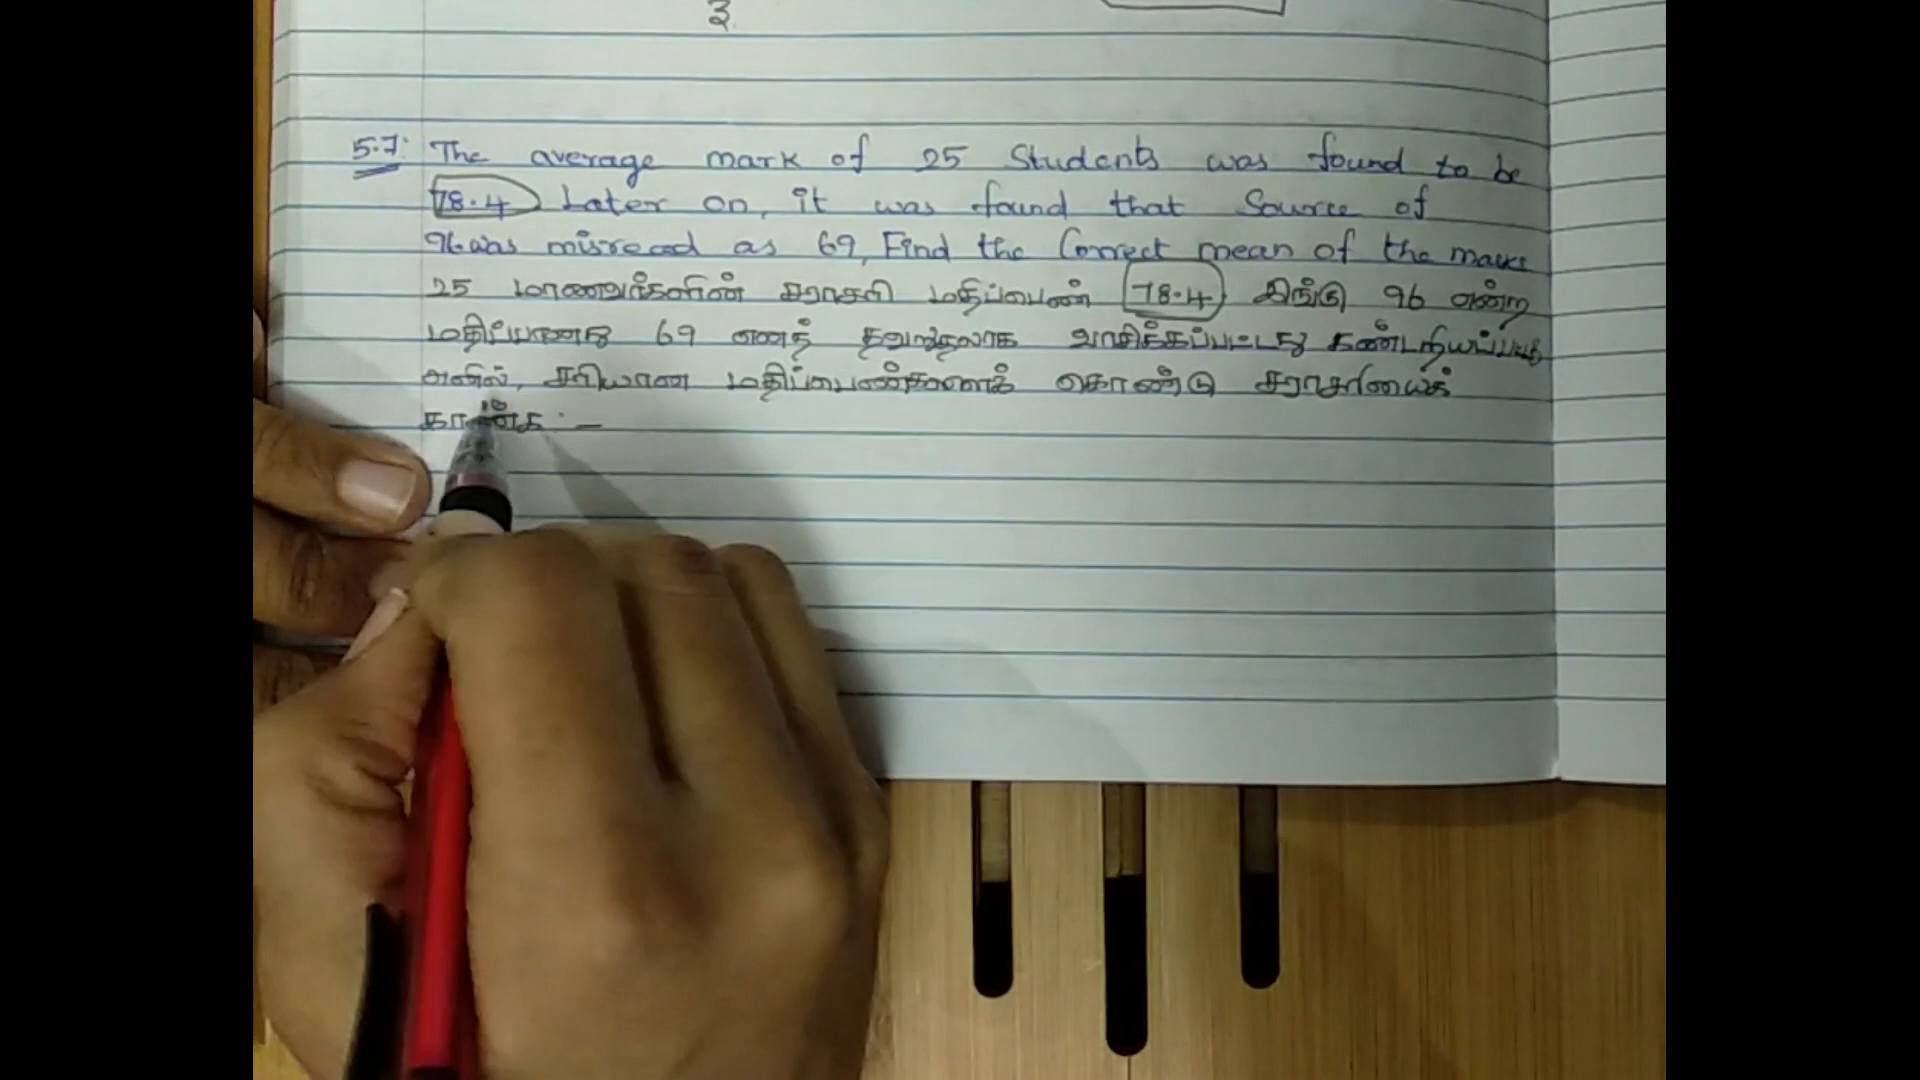 3
5.7: The average mark of 25 Students was found to be
78.4 Later on, it was found that Source of
96 was misread as 69, Find the Correct mean of the marks
25 மாணவர்களின் சராசரி மதிப்பெண் 78.4 இங்கு 96 என்ற
மதிப்பானது 69 எனத் தவறுதலாக வாசிக்கப்பட்டது கண்டறியப்பட்டது
எனில், சரியான மதிப்பெண்களைக் கொண்டு சராசரியைக்
காண்க :-